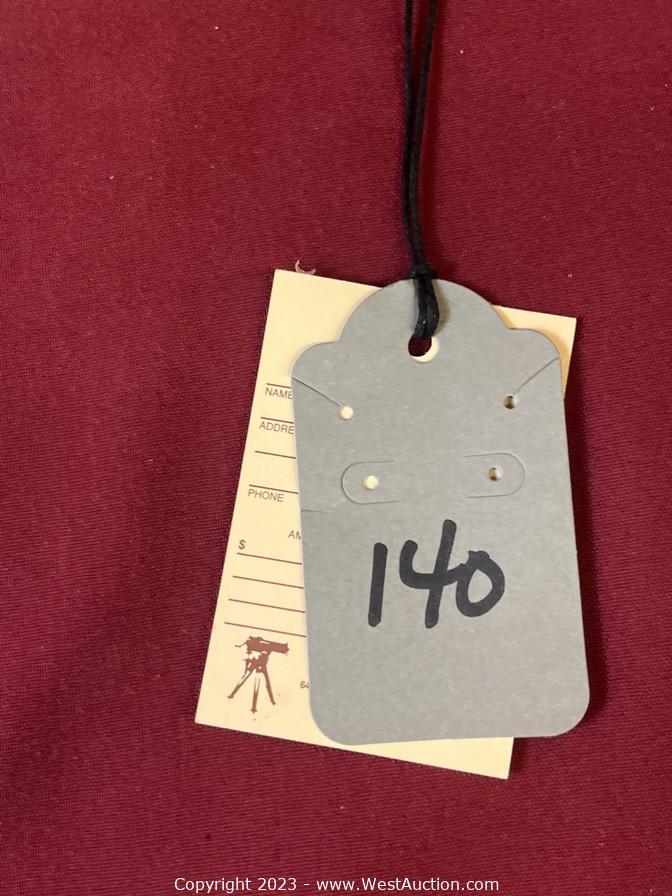 NAME
ADDRE
PHONE
AM
$
140
64
Copyright 2023 - www.WestAuction.com